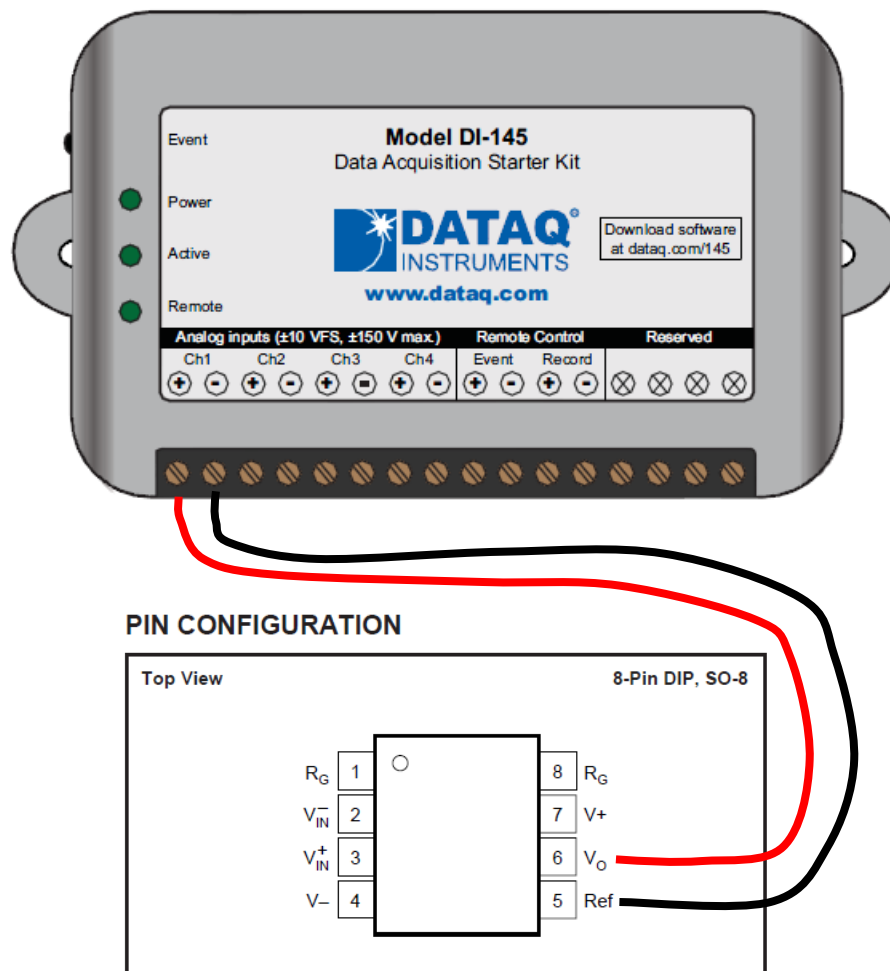 Event
Model DI-145
Data Acquisition Starter Kit
Power
DATAQ®
INSTRUMENTS
Download software
at dataq.com/145
Active
www.dataq.com
Remote
Analog inputs (±10 VFS, ±150 V max.) Remote Control Reserved
Ch1 Ch2 Ch3 Ch4 Event Record
+ - + - + - + - + - + -
PIN CONFIGURATION
Top View 8-Pin DIP, SO-8
RG 1 8 RG
V–IN 2 7 V+
V+IN 3 6 VO
V– 4 5 Ref